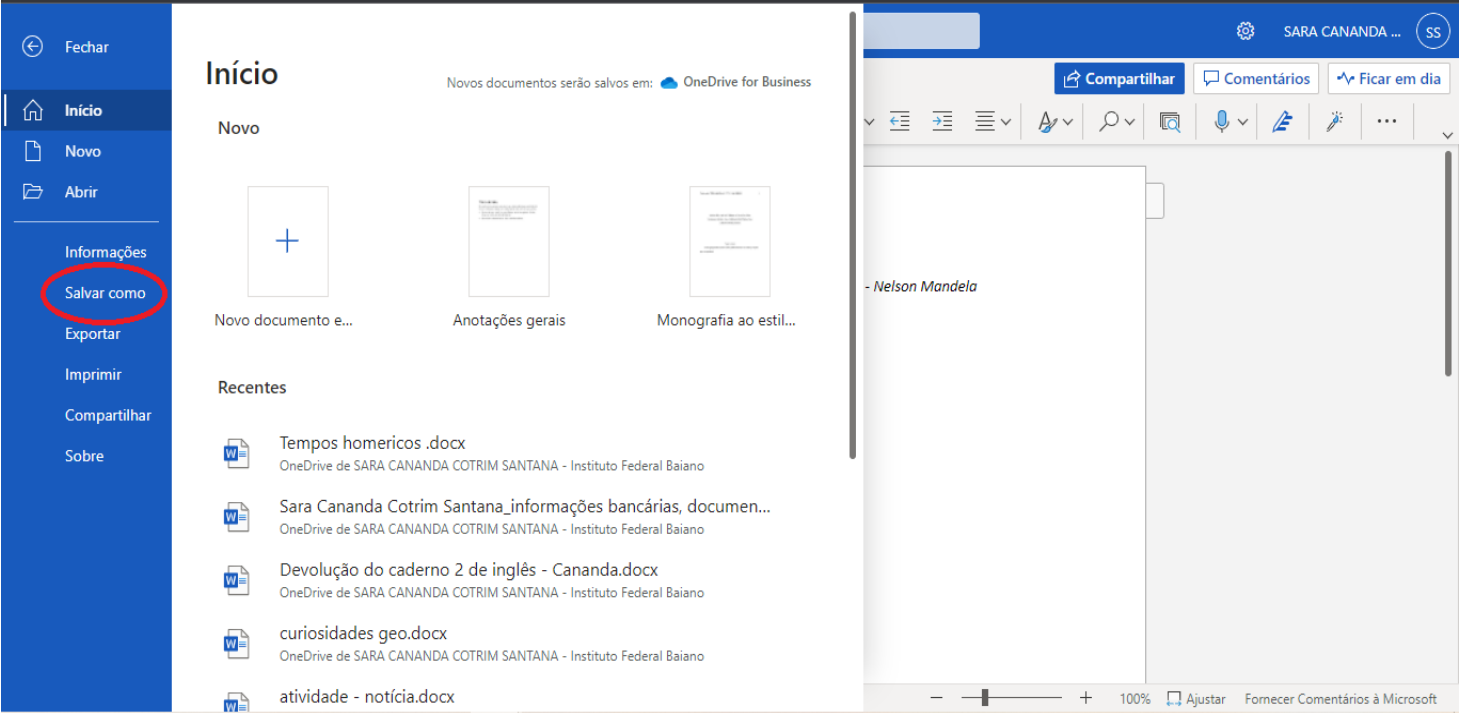 Fechar
Início
Novo
Abrir
Informações
Salvar como
Exportar
Imprimir
Compartilhar
Sobre
Início
Novos documentos serão salvos em: OneDrive for Business
Novo
Novo documento e...
Anotações gerais
Monografia ao estil...
Recentes
Tempos homericos .docx
OneDrive de SARA CANANDA COTRIM SANTANA - Instituto Federal Baiano
Sara Cananda Cotrim Santana_informações bancárias, documen...
OneDrive de SARA CANANDA COTRIM SANTANA - Instituto Federal Baiano
Devolução do caderno 2 de inglês - Cananda.docx
OneDrive de SARA CANANDA COTRIM SANTANA - Instituto Federal Baiano
curiosidades geo.docx
OneDrive de SARA CANANDA COTRIM SANTANA - Instituto Federal Baiano
atividade - notícia.docx
SARA CANANDA ... SS
Compartilhar Comentários Ficar em dia
- Nelson Mandela
100% Ajustar Fornecer Comentários à Microsoft